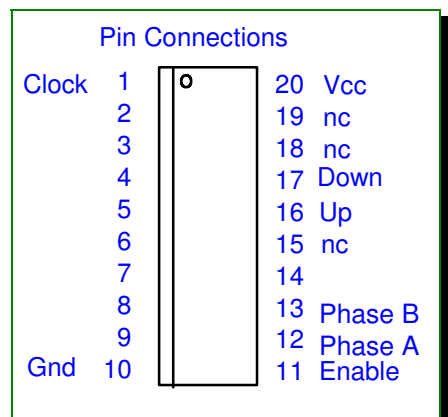 Pin Connections
Clock 1 20 Vcc
2 19 nc
3 18 nc
4 17 Down
5 16 Up
6 15 nc
7 14
8 13 Phase B
9 12 Phase A
Gnd 10 11 Enable